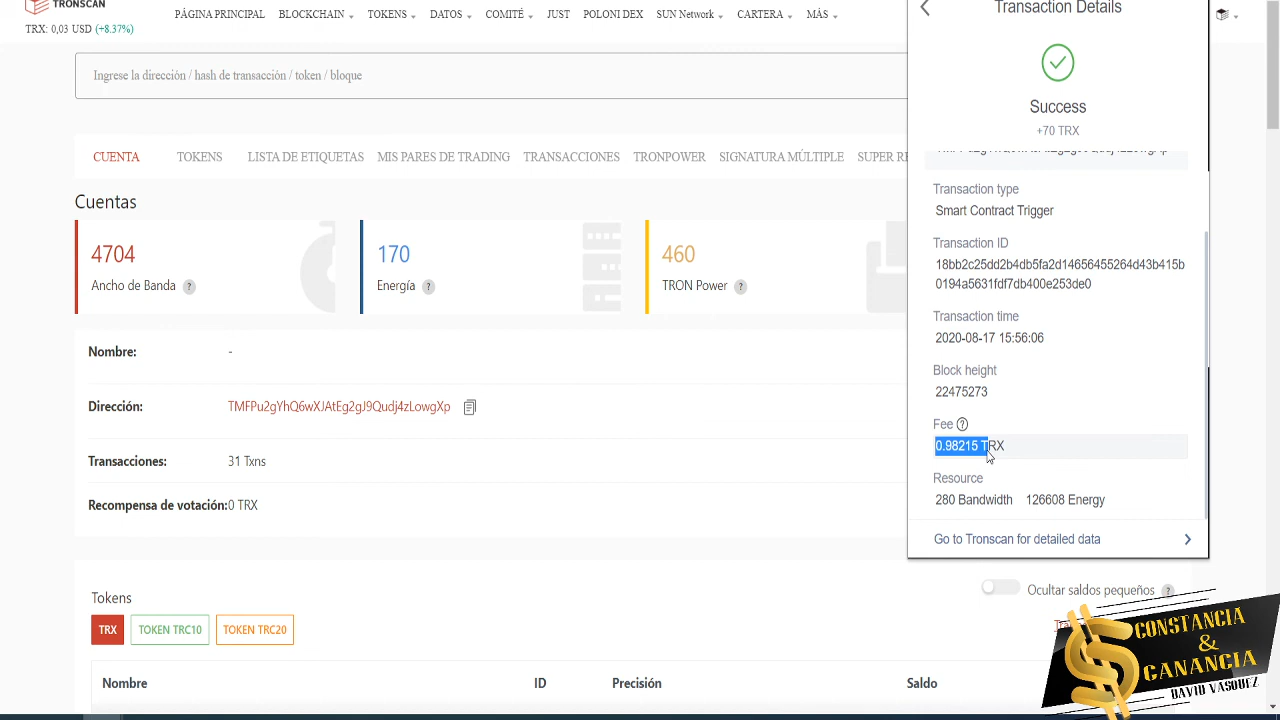 TRONSCAN
TRX: 0,03 USD (+8.37%)
PÁGINA PRINCIPAL BLOCKCHAIN TOKENS DATOS COMITÉ JUST POLONI DEX SUN Network CARTERA MÁS
Ingrese la dirección / hash de transacción / token / bloque
CUENTA TOKENS LISTA DE ETIQUETAS MIS PARES DE TRADING TRANSACCIONES TRONPOWER SIGNATURA MÚLTIPLE SUPER RE
Cuentas
4704
Ancho de Banda ?
170
Energía ?
460
TRON Power ?
Nombre: -
Dirección: TMFPu2gYhQ6wXJAtEg2gJ9Qudj4zLowgXp
Transacciones: 31 Txns
Recompensa de votación:0 TRX
Tokens
Ocultar saldos pequeños ?
TRX TOKEN TRC10 TOKEN TRC20
Nombre ID Precisión Saldo
Transaction Details
Success
+70 TRX
Transaction type
Smart Contract Trigger
Transaction ID
18bb2c25dd2b4db5fa2d14656455264d43b415b
0194a5631fdf7db400e253de0
Transaction time
2020-08-17 15:56:06
Block height
22475273
Fee ?
0.98215 TRX
Resource
280 Bandwidth 126608 Energy
Go to Tronscan for detailed data
CONSTANCIA
&
GANANCIA
DAVID VASQUEZ